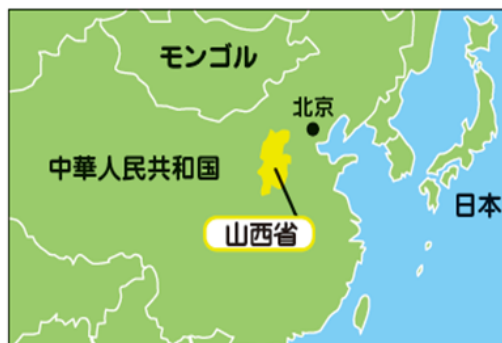 モンゴル
北京
中華人民共和国
日本
山西省